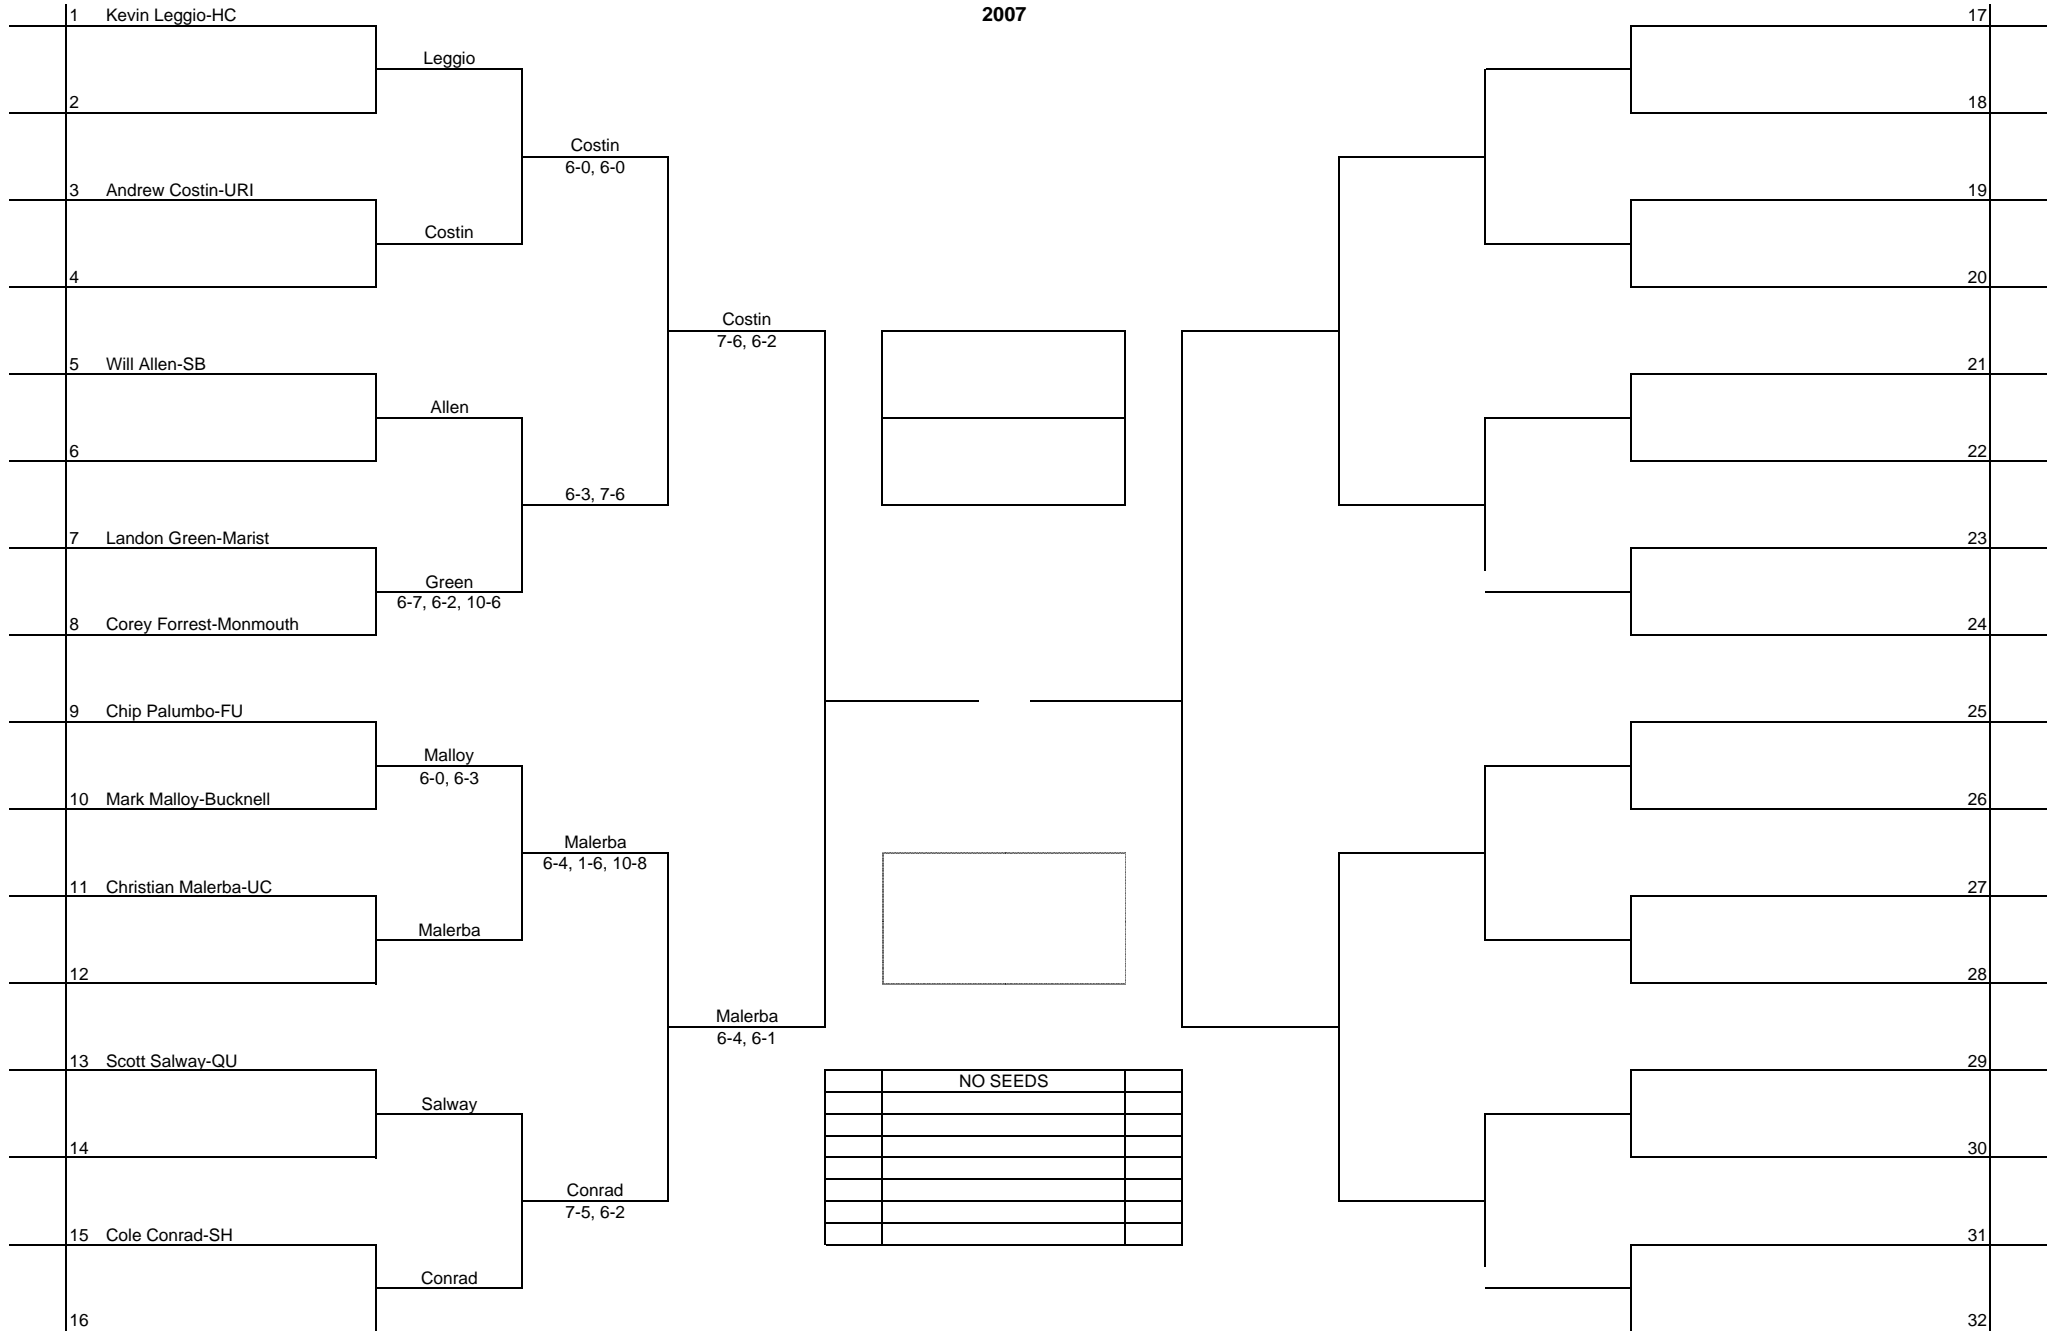 2007
1 Kevin Leggio-HC
Leggio
2
Costin
6-0, 6-0
3 Andrew Costin-URI
Costin
4
Costin
7-6, 6-2
5 Will Allen-SB
Allen
6
6-3, 7-6
7 Landon Green-Marist
Green
6-7, 6-2, 10-6
8 Corey Forrest-Monmouth
9 Chip Palumbo-FU
Malloy
6-0, 6-3
10 Mark Malloy-Bucknell
Malerba
6-4, 1-6, 10-8
11 Christian Malerba-UC
Malerba
12
Malerba
6-4, 6-1
13 Scott Salway-QU
Salway
14
Conrad
7-5, 6-2
15 Cole Conrad-SH
Conrad
16
NO SEEDS
17
18
19
20
21
22
23
24
25
26
27
28
29
30
31
32